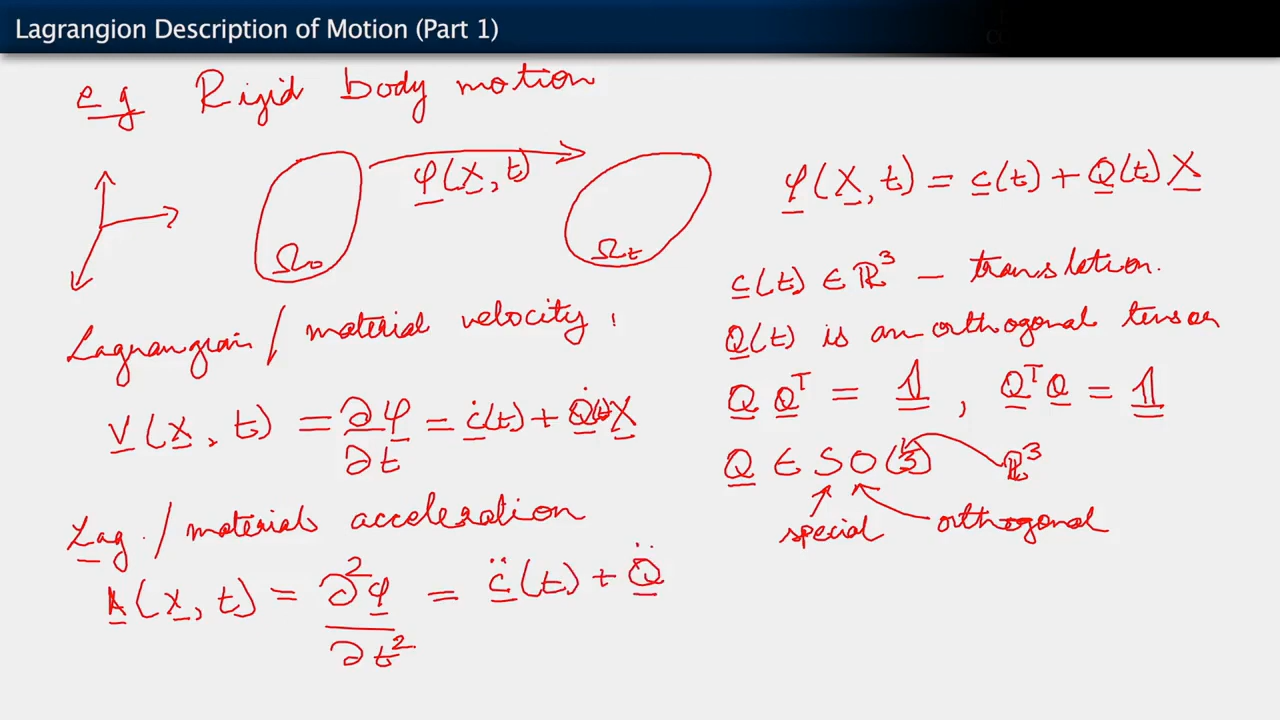 Lagrangion Description of Motion (Part 1)
e.g Rigid body motion
φ(X, t)
Ω₀
Ωt
Lagrangian / material velocity,
V(X, t) = ∂φ/∂t = ċ(t) + Q̇(t)X
Lag. / materials acceleration
A(X, t) = ∂²φ/∂t² = c̈(t) + Q̈
φ(X, t) = c(t) + Q(t) X
c(t) ∈ ℝ³ – translation.
Q(t) is an orthogonal tensor
Q Qᵀ = 𝟙 , QᵀQ = 𝟙
Q ∈ SO(3) ℝ³
special orthogonal